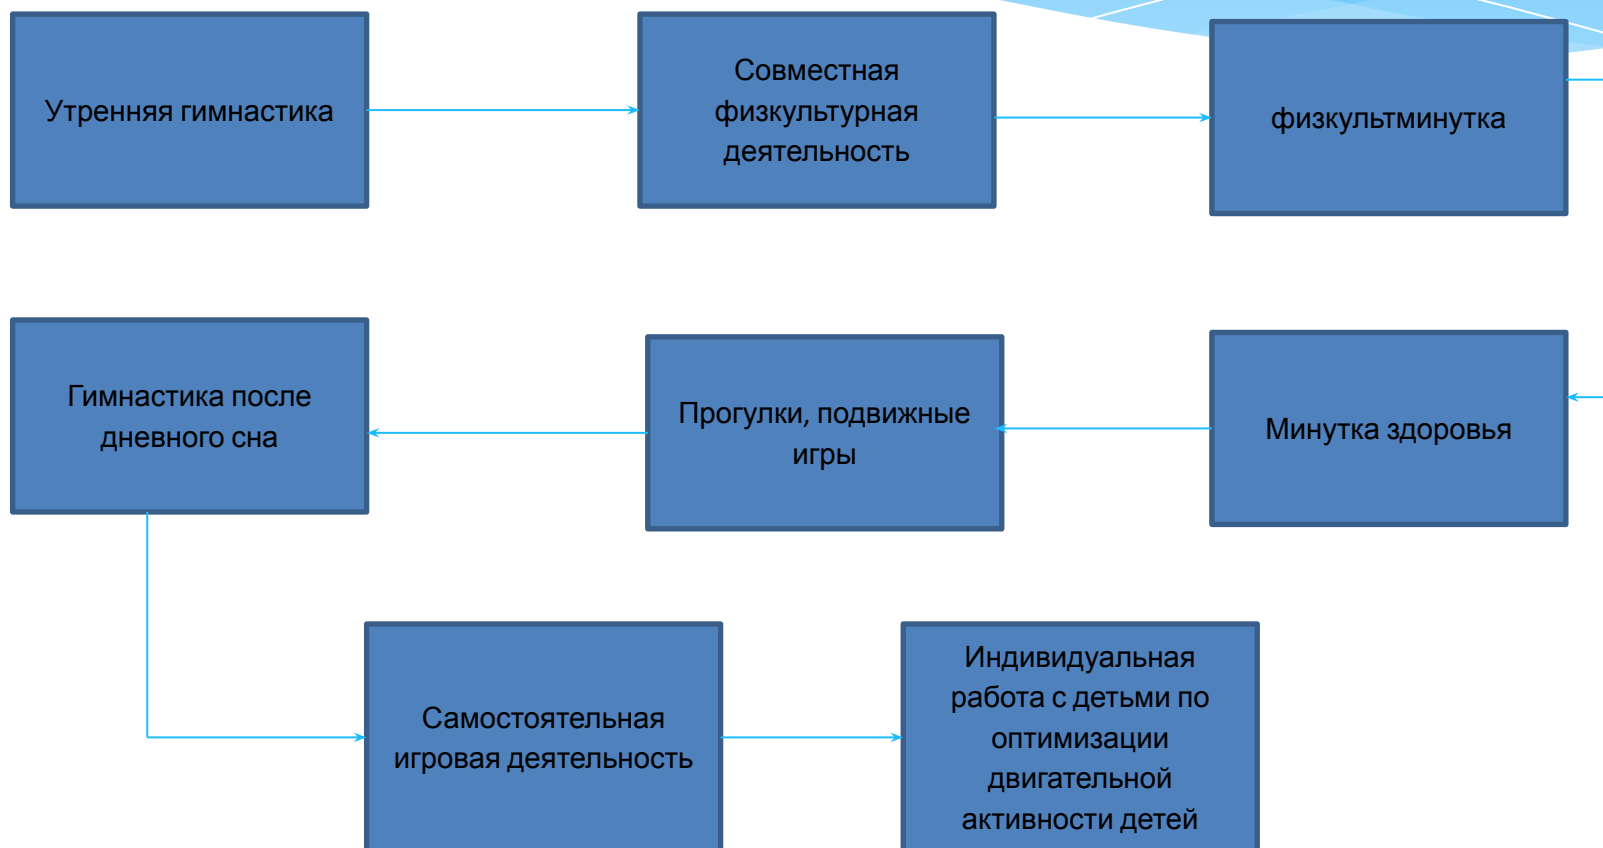 Утренняя гимнастика
Совместная
физкультурная
деятельность
физкультминутка
Гимнастика после
дневного сна
Прогулки, подвижные
игры
Минутка здоровья
Самостоятельная
игровая деятельность
Индивидуальная
работа с детьми по
оптимизации
двигательной
активности детей